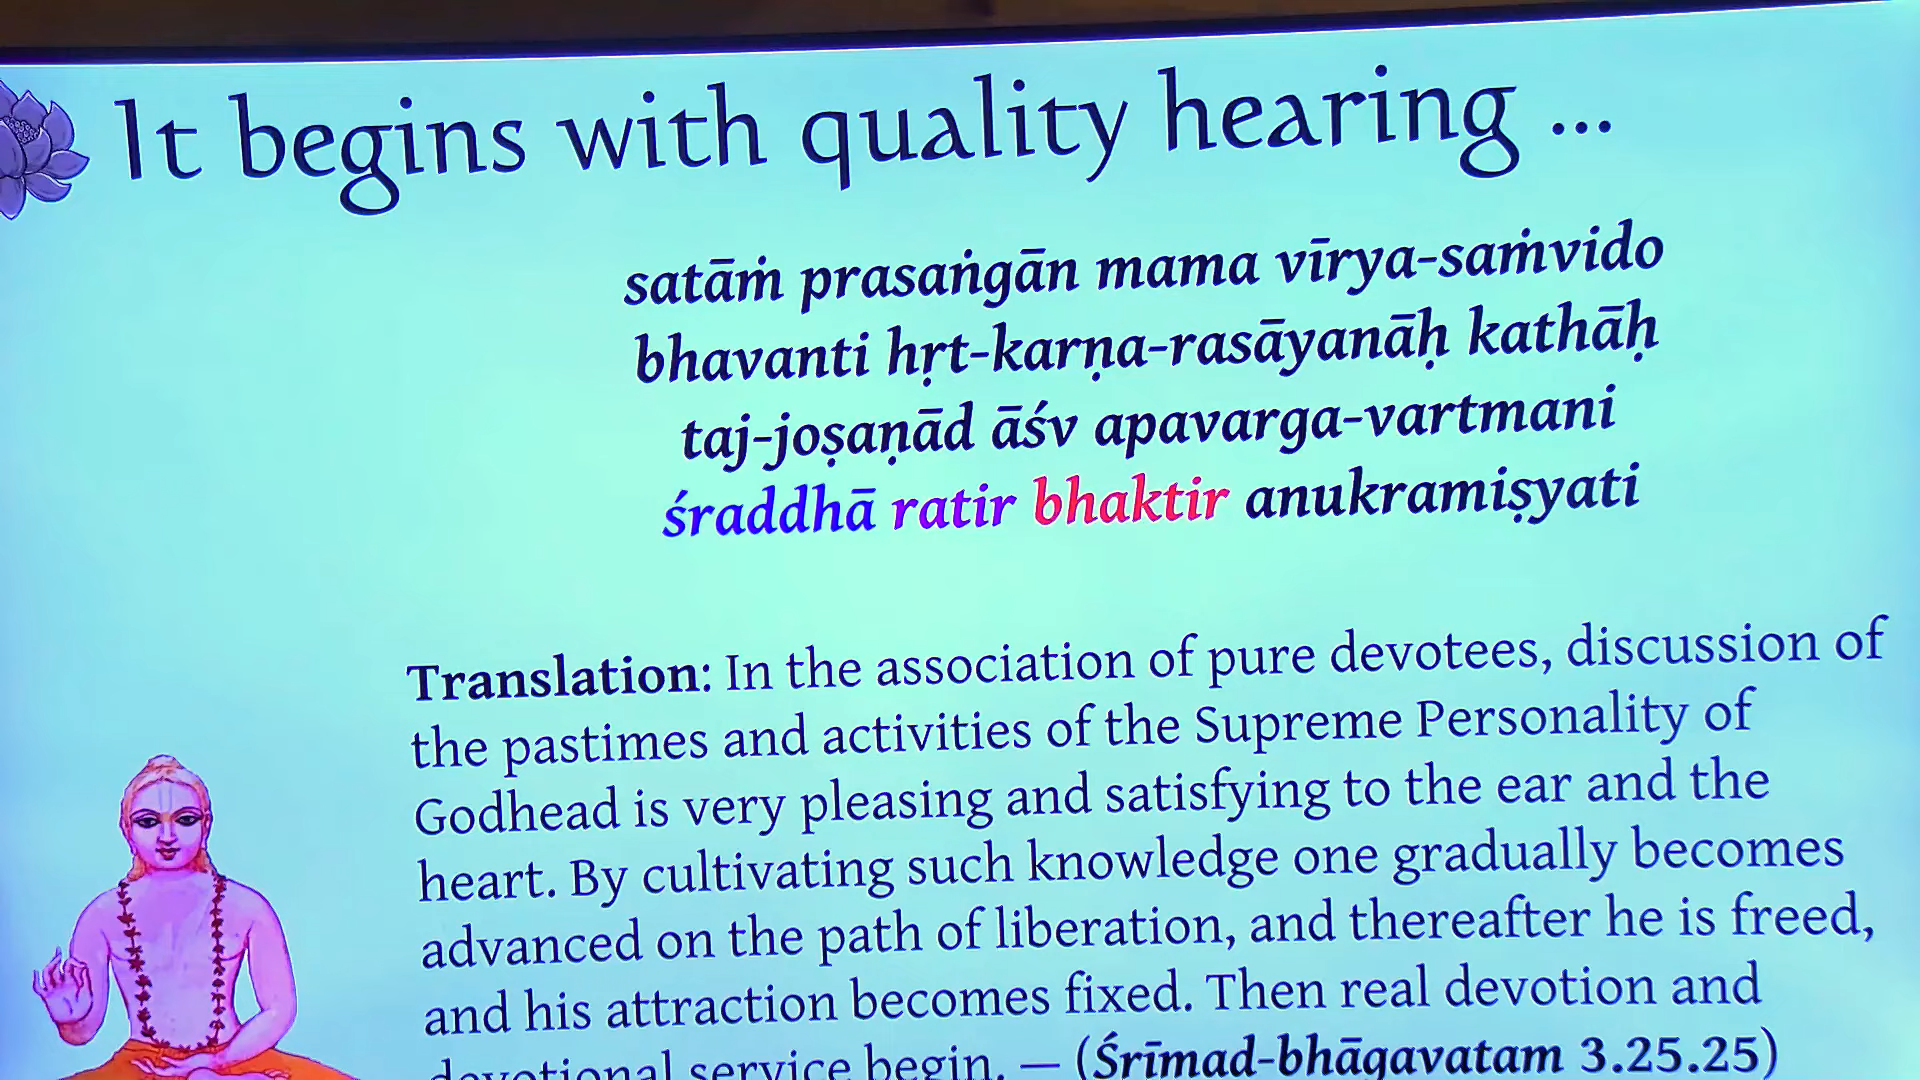 It begins with quality hearing ...
satāṁ prasaṅgān mama vīrya-saṁvido
bhavanti hṛt-karṇa-rasāyanāḥ kathāḥ
taj-joṣaṇād āśv apavarga-vartmani
śraddhā ratir bhaktir anukramiṣyati
Translation: In the association of pure devotees, discussion of
the pastimes and activities of the Supreme Personality of
Godhead is very pleasing and satisfying to the ear and the
heart. By cultivating such knowledge one gradually becomes
advanced on the path of liberation, and thereafter he is freed,
and his attraction becomes fixed. Then real devotion and
devotional service begin. — (Śrīmad-bhāgavatam 3.25.25)